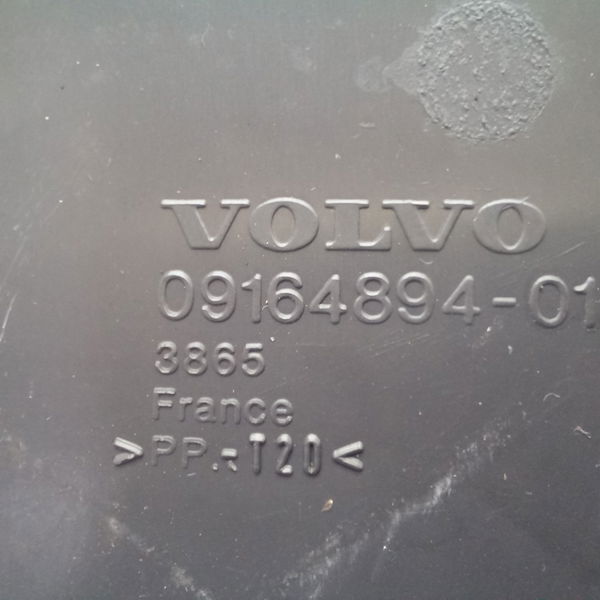 VOLVO
09164894-01
3865
France
>PP-T20<